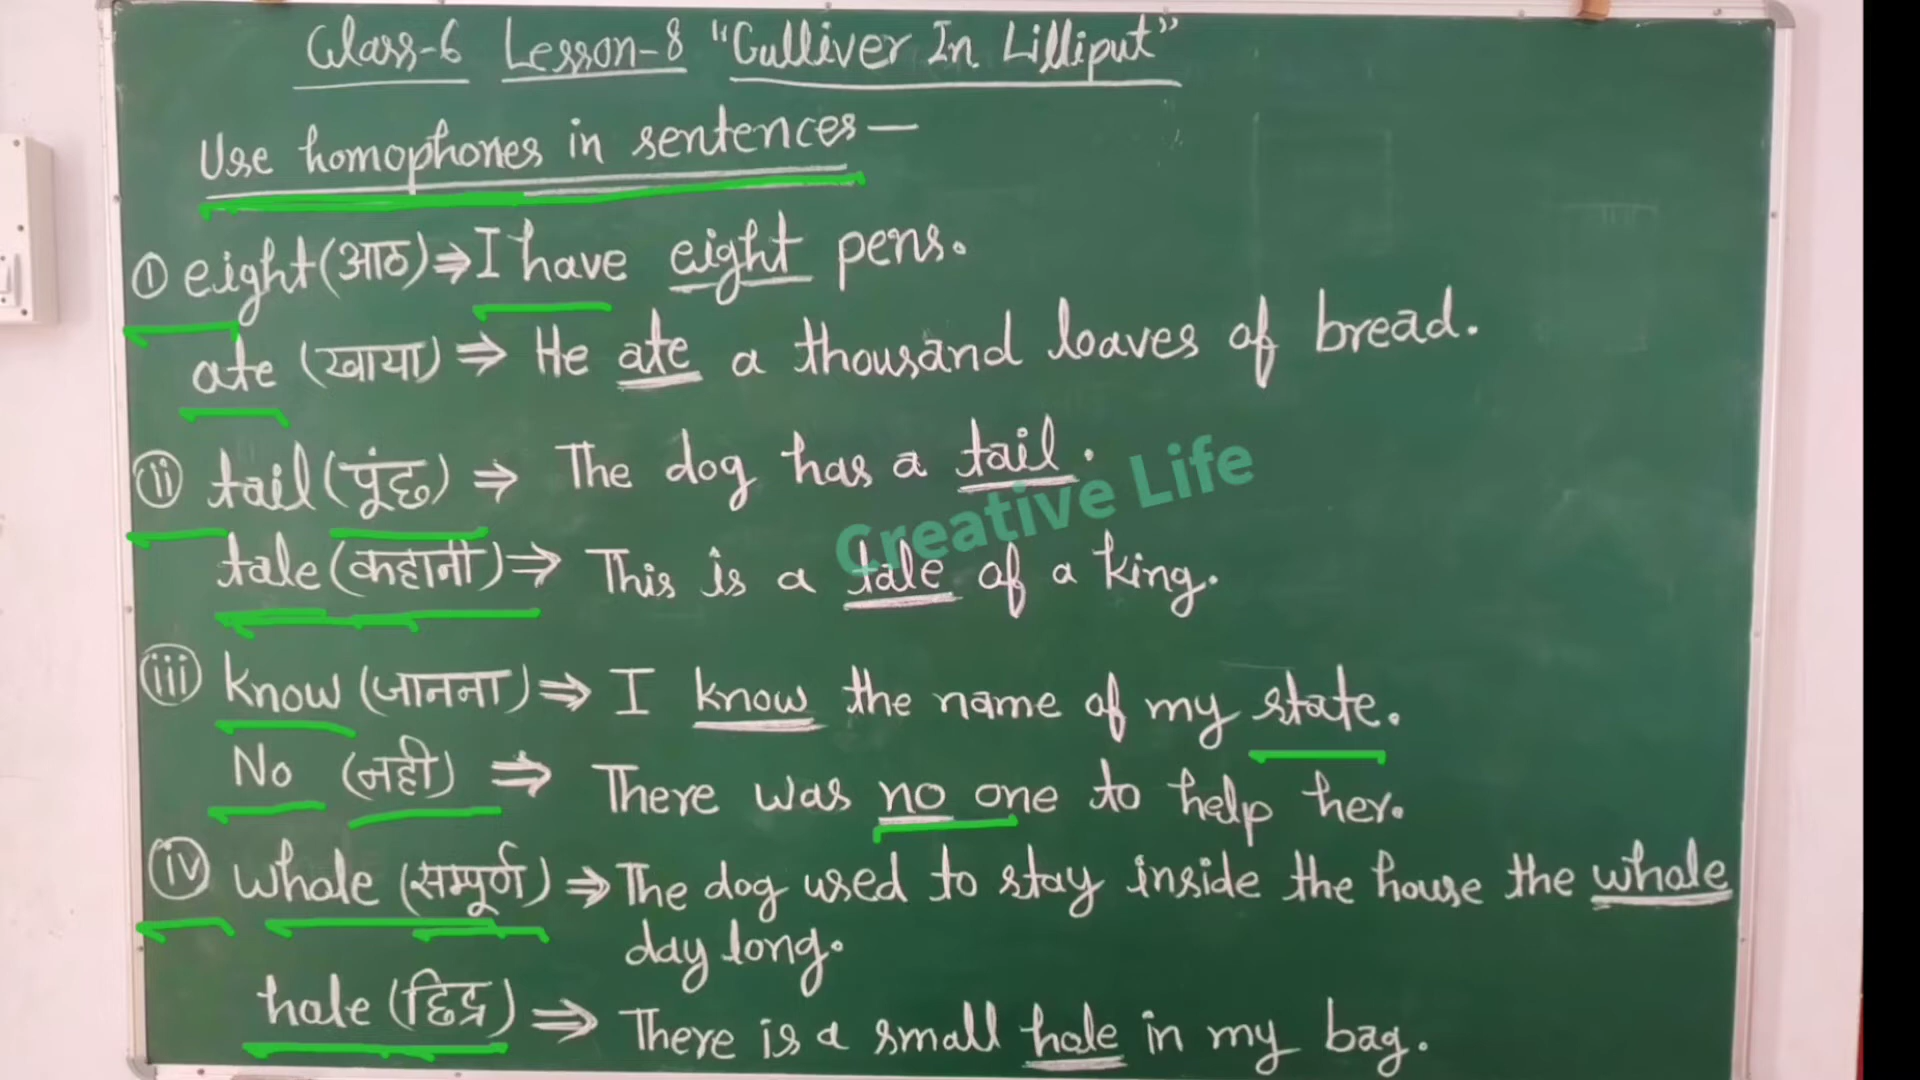 Class-6 Lesson-8 "Gulliver In Lilliput"
Use homophones in sentences—
① eight (आठ) ⇒ I have eight pens.
ate (खाया) ⇒ He ate a thousand loaves of bread.
ⓘⓘ tail (पूंछ) ⇒ The dog has a tail.
Creative Life
tale (कहानी) ⇒ This is a tale of a king.
(iii) know (जानना) ⇒ I know the name of my state.
No (नही) ⇒ There was no one to help her.
(iv) whole (सम्पूर्ण) ⇒ The dog used to stay inside the house the whole
day long.
hole (छिद्र) ⇒ There is a small hole in my bag.